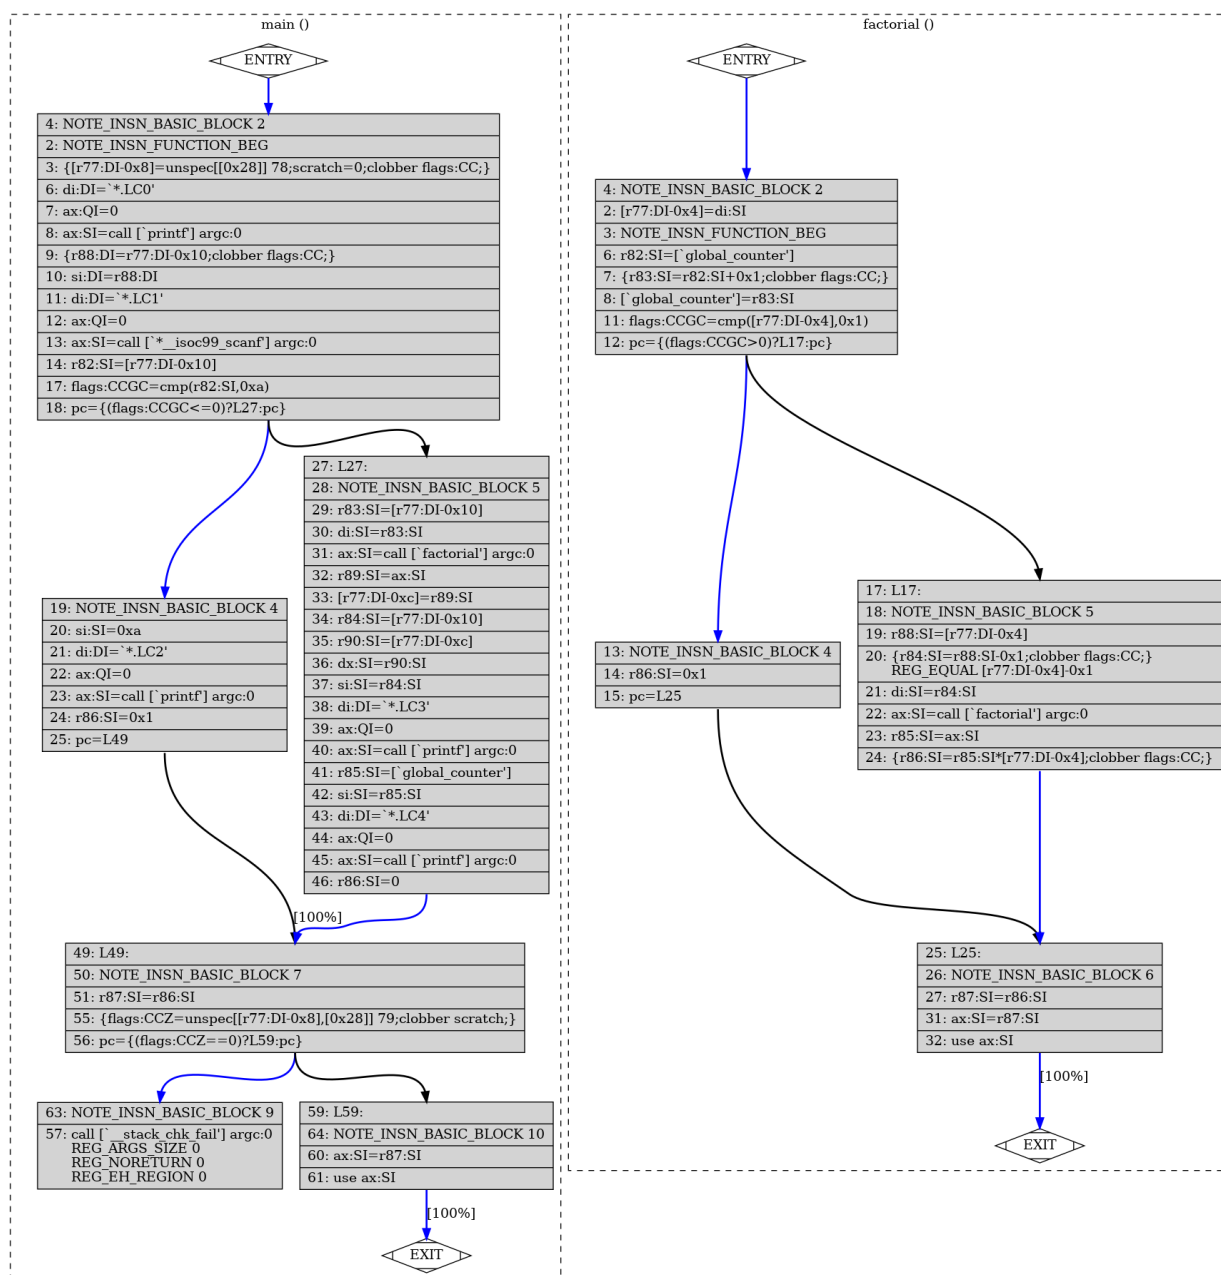 main ()
ENTRY
4: NOTE_INSN_BASIC_BLOCK 2
2: NOTE_INSN_FUNCTION_BEG
3: {[r77:DI-0x8]=unspec[[0x28]] 78;scratch=0;clobber flags:CC;}
6: di:DI=`*.LC0'
7: ax:QI=0
8: ax:SI=call [`printf'] argc:0
9: {r88:DI=r77:DI-0x10;clobber flags:CC;}
10: si:DI=r88:DI
11: di:DI=`*.LC1'
12: ax:QI=0
13: ax:SI=call [`*__isoc99_scanf'] argc:0
14: r82:SI=[r77:DI-0x10]
17: flags:CCGC=cmp(r82:SI,0xa)
18: pc={(flags:CCGC<=0)?L27:pc}
19: NOTE_INSN_BASIC_BLOCK 4
20: si:SI=0xa
21: di:DI=`*.LC2'
22: ax:QI=0
23: ax:SI=call [`printf'] argc:0
24: r86:SI=0x1
25: pc=L49
27: L27:
28: NOTE_INSN_BASIC_BLOCK 5
29: r83:SI=[r77:DI-0x10]
30: di:SI=r83:SI
31: ax:SI=call [`factorial'] argc:0
32: r89:SI=ax:SI
33: [r77:DI-0xc]=r89:SI
34: r84:SI=[r77:DI-0x10]
35: r90:SI=[r77:DI-0xc]
36: dx:SI=r90:SI
37: si:SI=r84:SI
38: di:DI=`*.LC3'
39: ax:QI=0
40: ax:SI=call [`printf'] argc:0
41: r85:SI=[`global_counter']
42: si:SI=r85:SI
43: di:DI=`*.LC4'
44: ax:QI=0
45: ax:SI=call [`printf'] argc:0
46: r86:SI=0
[100%]
49: L49:
50: NOTE_INSN_BASIC_BLOCK 7
51: r87:SI=r86:SI
55: {flags:CCZ=unspec[[r77:DI-0x8],[0x28]] 79;clobber scratch;}
56: pc={(flags:CCZ==0)?L59:pc}
63: NOTE_INSN_BASIC_BLOCK 9
57: call [`__stack_chk_fail'] argc:0
REG_ARGS_SIZE 0
REG_NORETURN 0
REG_EH_REGION 0
59: L59:
64: NOTE_INSN_BASIC_BLOCK 10
60: ax:SI=r87:SI
61: use ax:SI
[100%]
EXIT
factorial ()
ENTRY
4: NOTE_INSN_BASIC_BLOCK 2
2: [r77:DI-0x4]=di:SI
3: NOTE_INSN_FUNCTION_BEG
6: r82:SI=[`global_counter']
7: {r83:SI=r82:SI+0x1;clobber flags:CC;}
8: [`global_counter']=r83:SI
11: flags:CCGC=cmp([r77:DI-0x4],0x1)
12: pc={(flags:CCGC>0)?L17:pc}
13: NOTE_INSN_BASIC_BLOCK 4
14: r86:SI=0x1
15: pc=L25
17: L17:
18: NOTE_INSN_BASIC_BLOCK 5
19: r88:SI=[r77:DI-0x4]
20: {r84:SI=r88:SI-0x1;clobber flags:CC;}
REG_EQUAL [r77:DI-0x4]-0x1
21: di:SI=r84:SI
22: ax:SI=call [`factorial'] argc:0
23: r85:SI=ax:SI
24: {r86:SI=r85:SI*[r77:DI-0x4];clobber flags:CC;}
25: L25:
26: NOTE_INSN_BASIC_BLOCK 6
27: r87:SI=r86:SI
31: ax:SI=r87:SI
32: use ax:SI
[100%]
EXIT